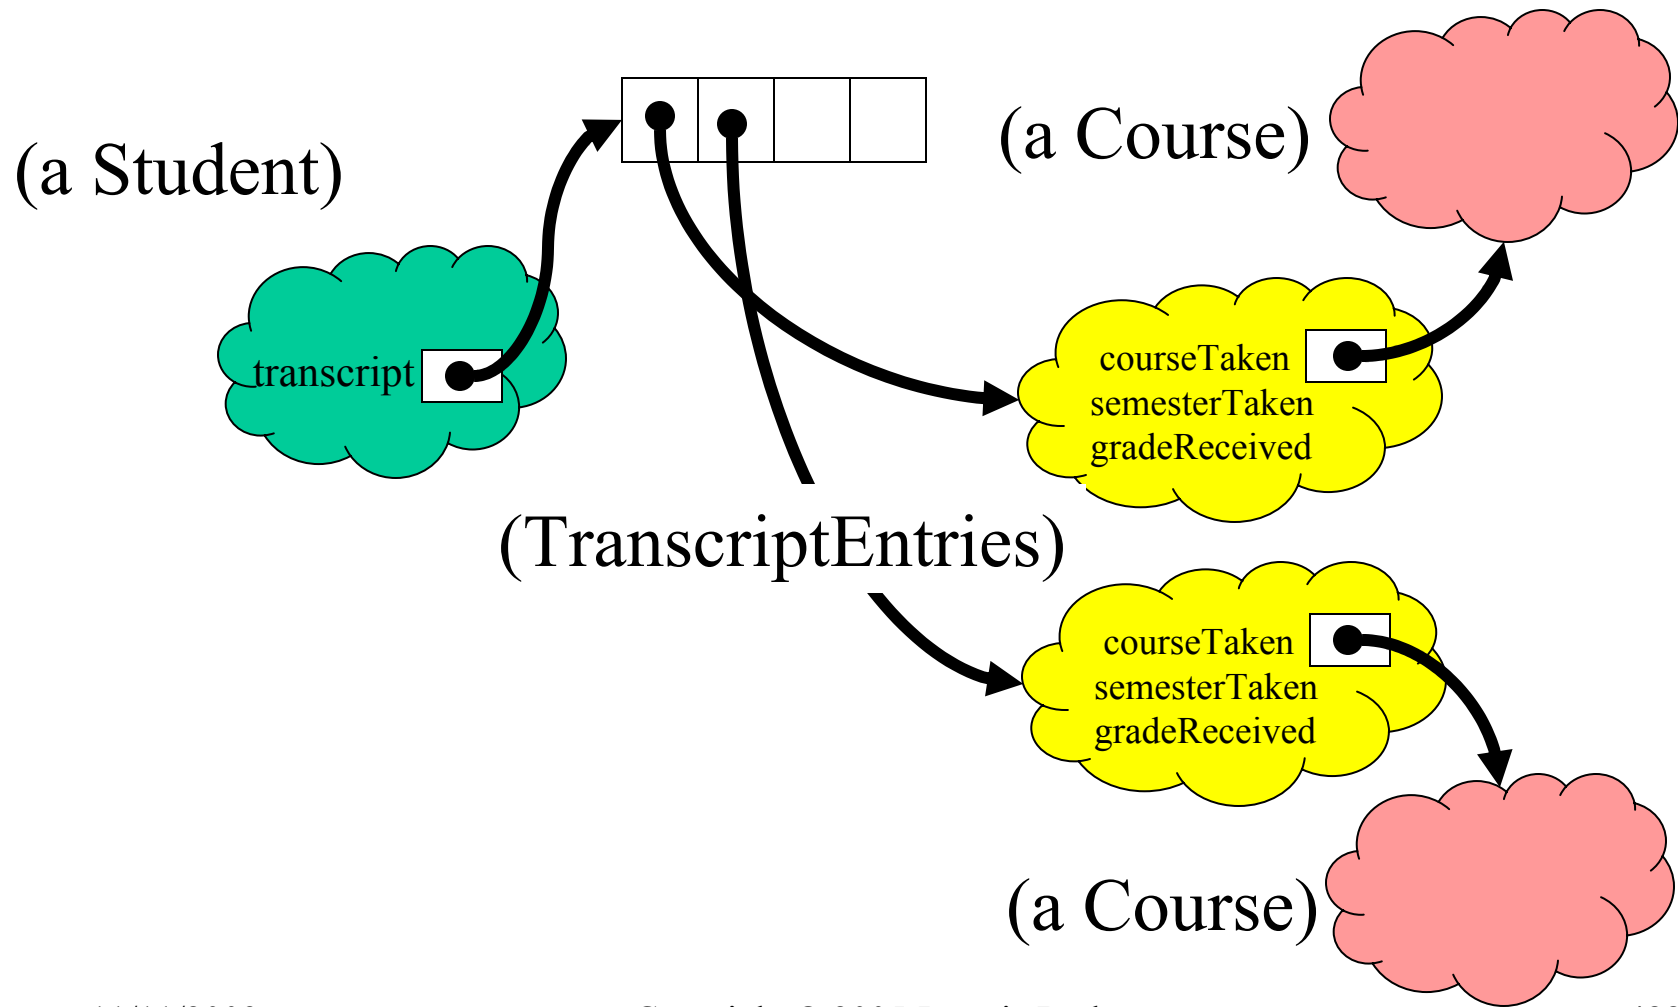 (a Course)
(a Student)
transcript
courseTaken
semesterTaken
gradeReceived
(TranscriptEntries)
courseTaken
semesterTaken
gradeReceived
(a Course)